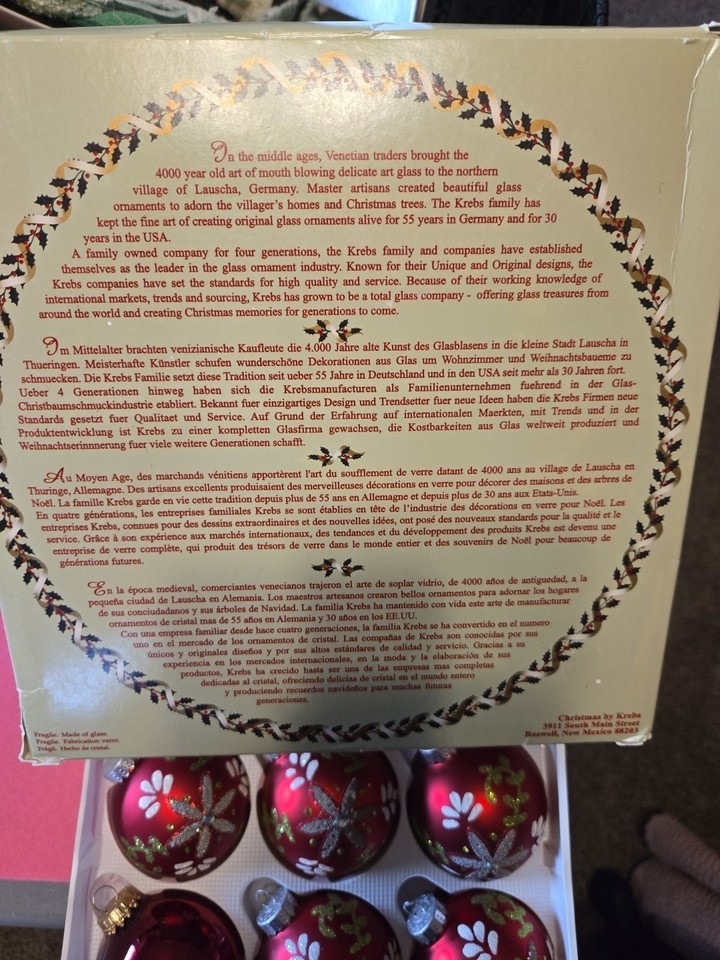 In the middle ages, Venetian traders brought the
4000 year old art of mouth blowing delicate art glass to the northern
village of Lauscha, Germany. Master artisans created beautiful glass
ornaments to adorn the villager's homes and Christmas trees. The Krebs family has
kept the fine art of creating original glass ornaments alive for 55 years in Germany and for 30
years in the USA.
A family owned company for four generations, the Krebs family and companies have established
themselves as the leader in the glass ornament industry. Known for their Unique and Original designs, the
Krebs companies have set the standards for high quality and service. Because of their working knowledge of
international markets, trends and sourcing, Krebs has grown to be a total glass company - offering glass treasures from
around the world and creating Christmas memories for generations to come.
Im Mittelalter brachten venizianische Kaufleute die 4.000 Jahre alte Kunst des Glasblasens in die kleine Stadt Lauscha in
Thueringen. Meisterhafte Künstler schufen wunderschöne Dekorationen aus Glas um Wohnzimmer und Weihnachtsbaeume zu
schmuecken. Die Krebs Familie setzt diese Tradition seit ueber 55 Jahre in Deutschland und in den USA seit mehr als 30 Jahren fort.
Ueber 4 Generationen hinweg haben sich die Krebsmanufacturen als Familienunternehmen fuehrend in der Glas-
Christbaumschmuckindustrie etabliert. Bekannt fuer einzigartiges Design und Trendsetter fuer neue Ideen haben die Krebs Firmen neue
Standards gesetzt fuer Qualitaet und Service. Auf Grund der Erfahrung auf internationalen Maerkten, mit Trends und in der
Produktentwicklung ist Krebs zu einer kompletten Glasfirma gewachsen, die Kostbarkeiten aus Glas weltweit produziert und
Weihnachtserinnnerung fuer viele weitere Generationen schafft.
Au Moyen Age, des marchands vénitiens apportèrent l'art du soufflement de verre datant de 4000 ans au village de Lauscha en
Thuringe, Allemagne. Des artisans excellents produisaient des merveilleuses décorations en verre pour décorer des maisons et des arbres de
Noël. La famille Krebs garde en vie cette tradition depuis plus de 55 ans en Allemagne et depuis plus de 30 ans aux Etats-Unis.
En quatre générations, les entreprises familiales Krebs se sont établies en tête de l'industrie des décorations en verre pour Noël. Les
entreprises Krebs, connues pour des dessins extraordinaires et des nouvelles idées, ont posé des nouveaux standards pour la qualité et le
service. Grâce à son expérience aux marchés internationaux, des tendances et du développement des produits Krebs est devenu une
entreprise de verre complète, qui produit des trésors de verre dans le monde entier et des souvenirs de Noël pour beaucoup de
générations futures.
En la época medieval, comerciantes venecianos trajeron el arte de soplar vidrio, de 4000 años de antiguedad, a la
pequeña ciudad de Lauscha en Alemania. Los maestros artesanos crearon bellos ornamentos para adornar los hogares
de sus conciudadanos y sus árboles de Navidad. La familia Krebs ha mantenido con vida este arte de manufacturar
ornamentos de cristal mas de 55 años en Alemania y 30 años en los EE.UU.
Con una empresa familiar desde hace cuatro generaciones, la familia Krebs se ha convertido en el numero
uno en el mercado de los ornamentos de cristal. Las compañas de Krebs son conocidas por sus
únicos y originales diseños y por sus altos estándares de calidad y servicio. Gracias a su
experiencia en los mercados internacionales, en la moda y la elaboración de sus
productos, Krebs ha crecido hasta ser una de las empresas mas completas
dedicadas al cristal, ofreciendo delicias de cristal en el mundo entero
y produciendo recuerdos navideños para muchas futuras
generaciones.
Fragile. Made of glass.
Fragile. Fabrication verre.
Frágil. Hecho de cristal.
Christmas by Krebs
3911 South Main Street
Roswell, New Mexico 88203